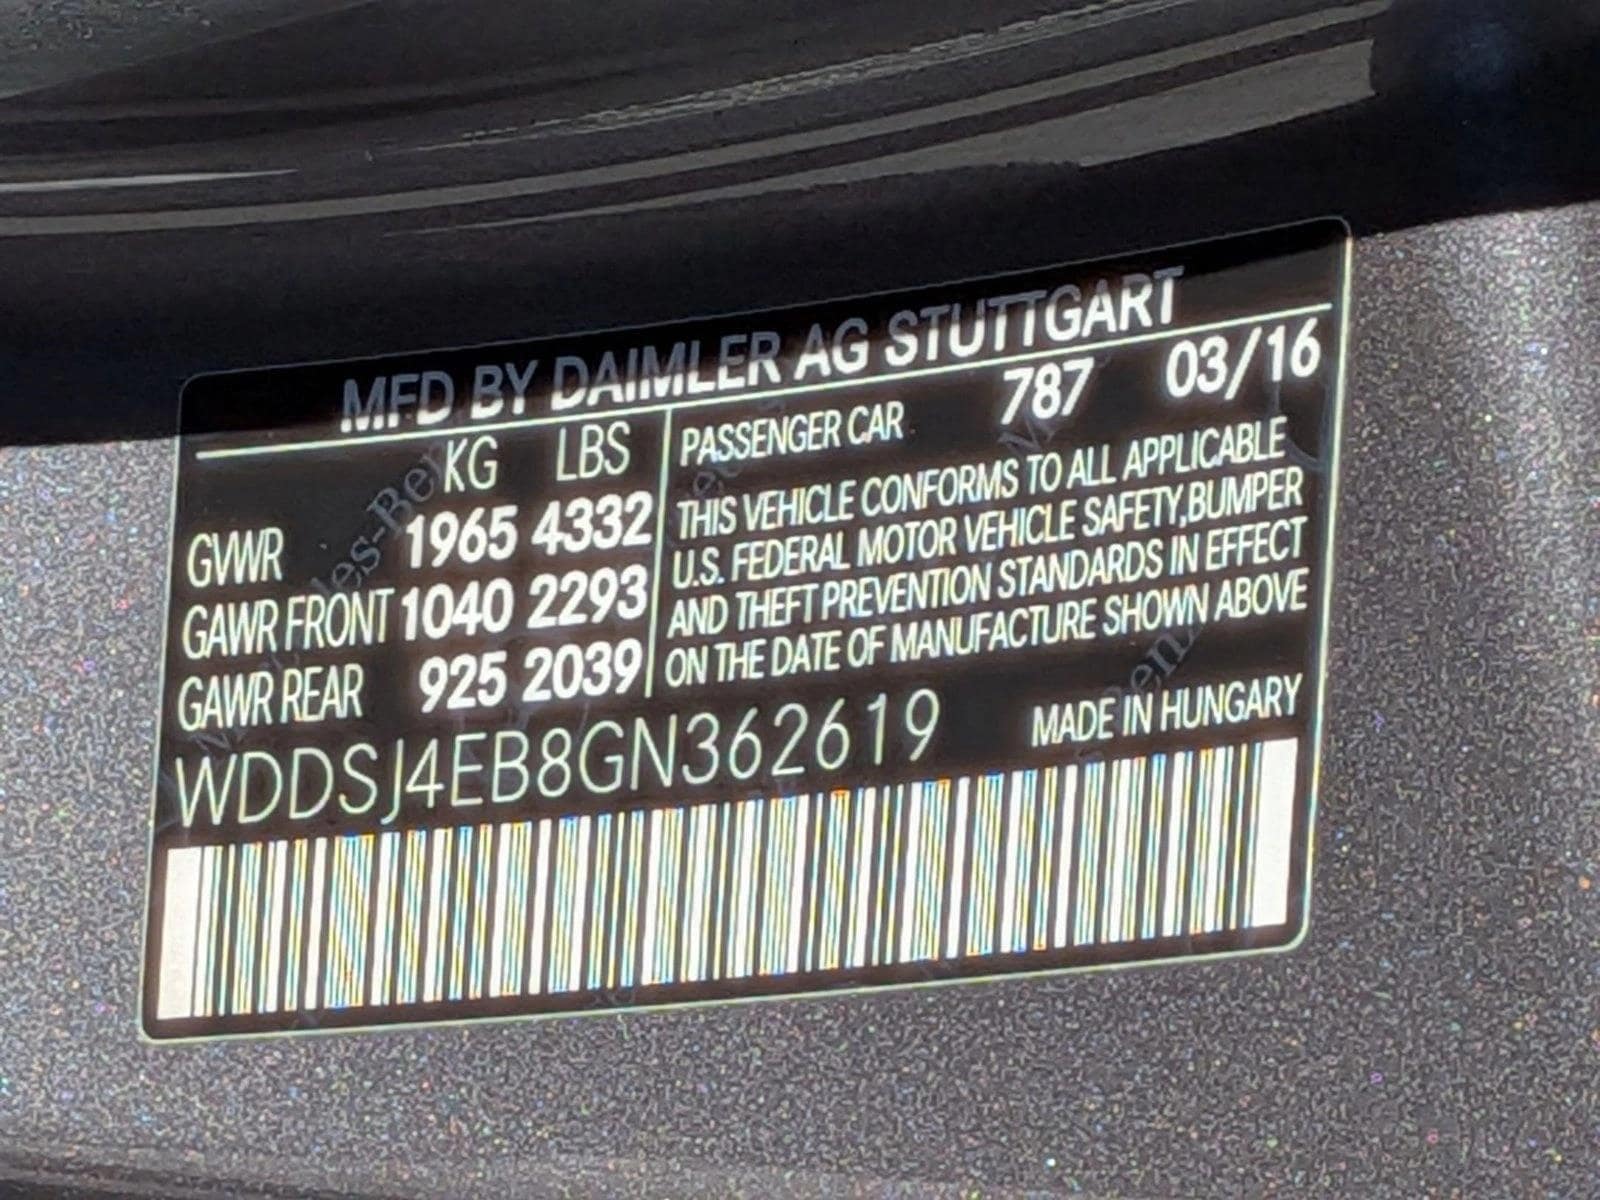 MFD BY DAIMLER AG STUTTGART
KG LBS
GVWR 1965 4332
GAWR FRONT 1040 2293
GAWR REAR 925 2039
PASSENGER CAR 787 03/16
THIS VEHICLE CONFORMS TO ALL APPLICABLE
U.S. FEDERAL MOTOR VEHICLE SAFETY,BUMPER
AND THEFT PREVENTION STANDARDS IN EFFECT
ON THE DATE OF MANUFACTURE SHOWN ABOVE
WDDSJ4EB8GN362619
MADE IN HUNGARY